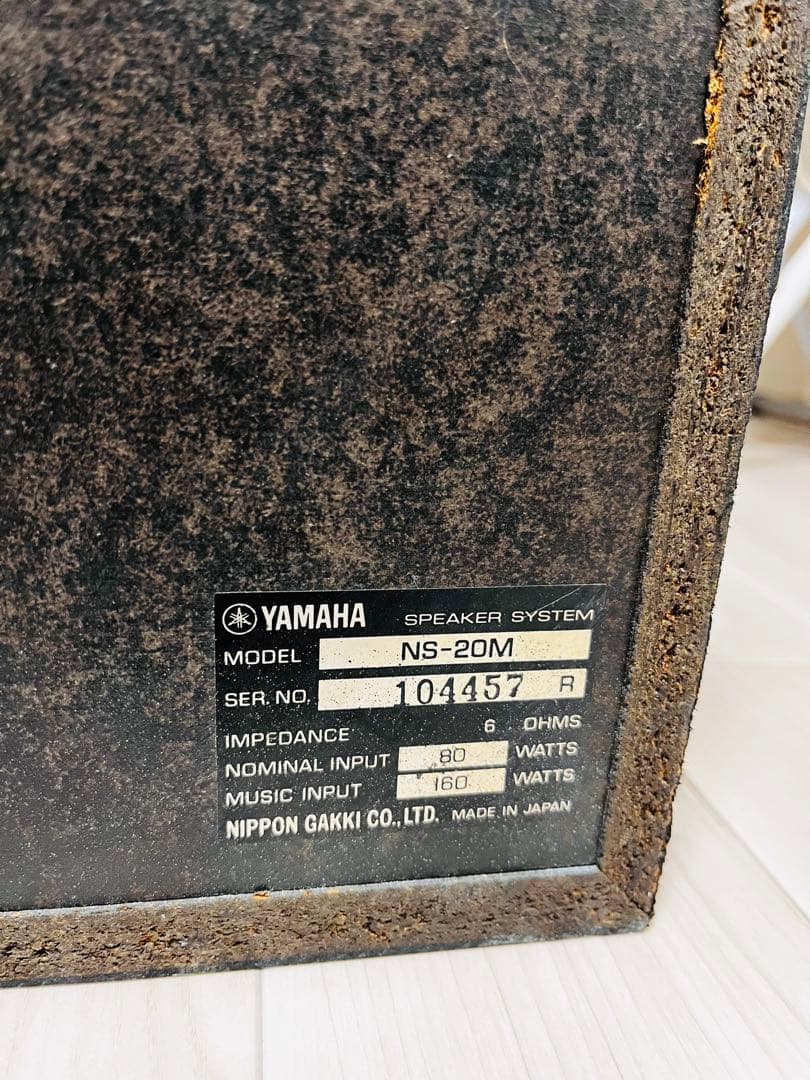 YAMAHA SPEAKER SYSTEM
MODEL NS-20M
SER. NO. 104457 R
IMPEDANCE 6 OHMS
NOMINAL INPUT 80 WATTS
MUSIC INPUT 160 WATTS
NIPPON GAKKI CO., LTD. MADE IN JAPAN